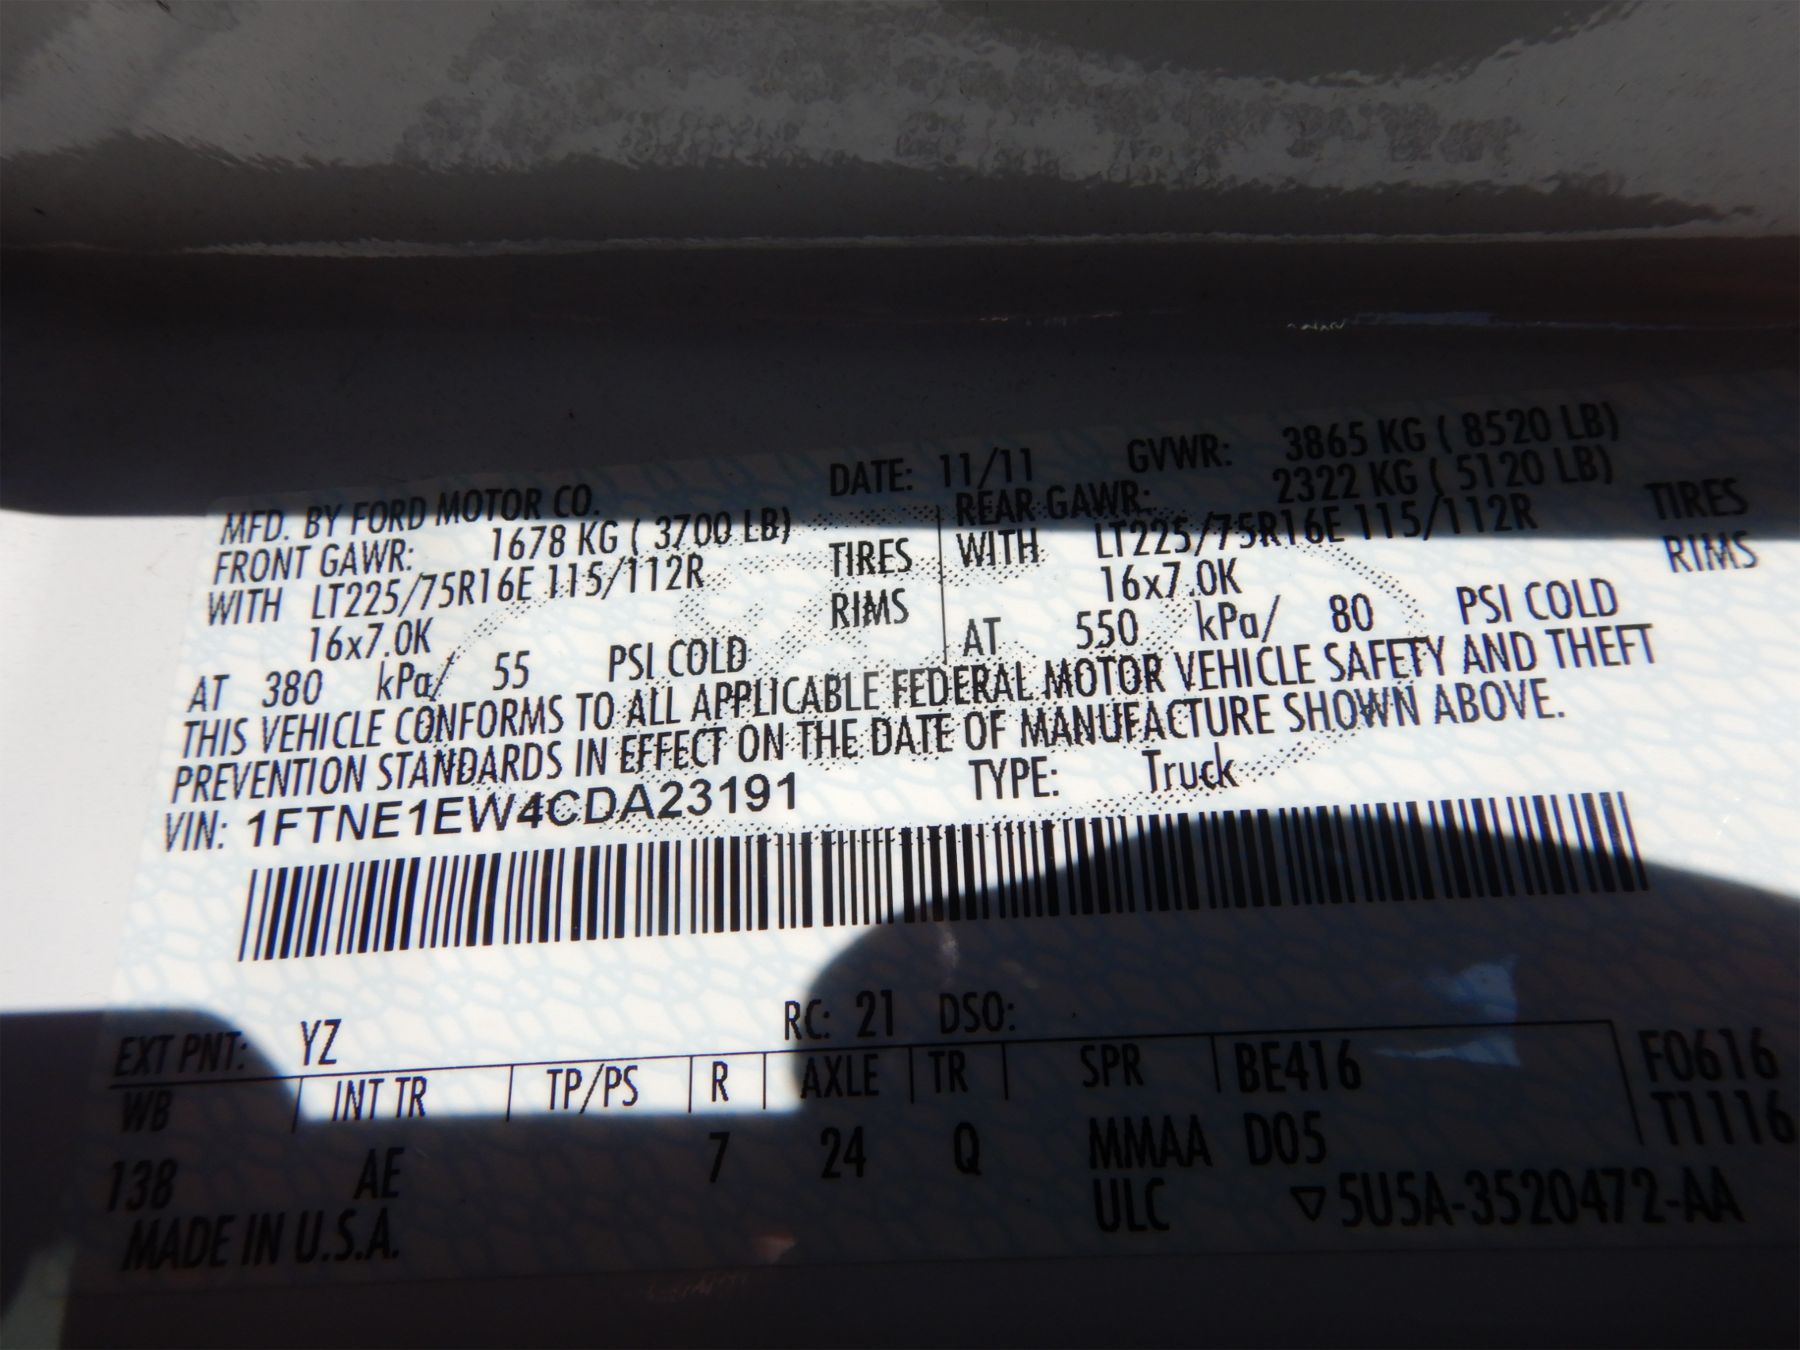 MFD. BY FORD MOTOR CO. DATE: 11/11 GVWR: 3865 KG ( 8520 LB)
FRONT GAWR: 1678 KG ( 3700 LB) REAR GAWR: 2322 KG ( 5120 LB)
WITH LT225/75R16E 115/112R TIRES WITH LT225/75R16E 115/112R TIRES
16x7.0K RIMS 16x7.0K RIMS
AT 380 kPa/ 55 PSI COLD AT 550 kPa/ 80 PSI COLD
THIS VEHICLE CONFORMS TO ALL APPLICABLE FEDERAL MOTOR VEHICLE SAFETY AND THEFT
PREVENTION STANDARDS IN EFFECT ON THE DATE OF MANUFACTURE SHOWN ABOVE.
VIN: 1FTNE1EW4CDA23191 TYPE: Truck
EXT PNT: YZ RC: 21 DSO:
WB INT TR TP/PS R AXLE TR SPR BE416 F0616
138 AE 7 24 Q MMAA D05 T1116
MADE IN U.S.A. ULC ▽5U5A-3520472-AA